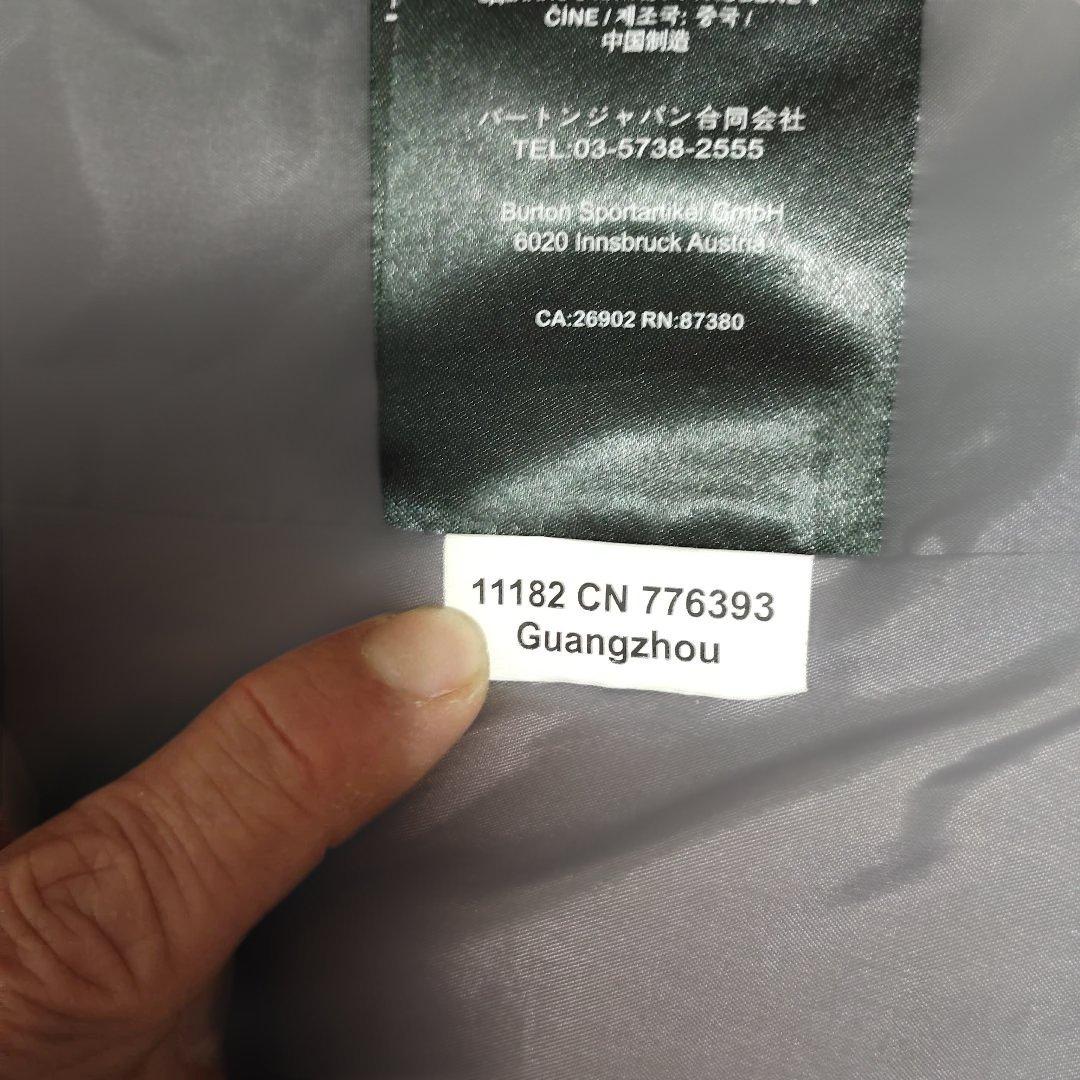 CİNE / 제조국: 중국 /
中国制造
バートンジャパン合同会社
TEL:03-5738-2555
Burton Sportartikel GmbH
6020 Innsbruck Austria
CA:26902 RN:87380
11182 CN 776393
Guangzhou